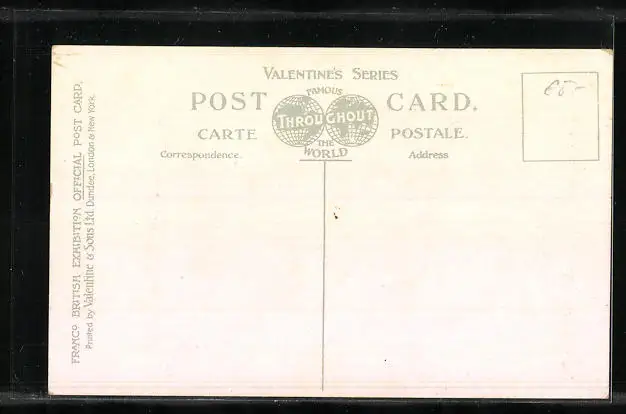 VALENTINE'S SERIES
POST CARD.
FAMOUS
THROUGHOUT
THE
WORLD
CARTE POSTALE.
Correspondence. Address
FRANCO BRITISH EXHIBITION OFFICIAL POST CARD.
Printed by Valentine & Sons Ltd. Dundee, London & New York.